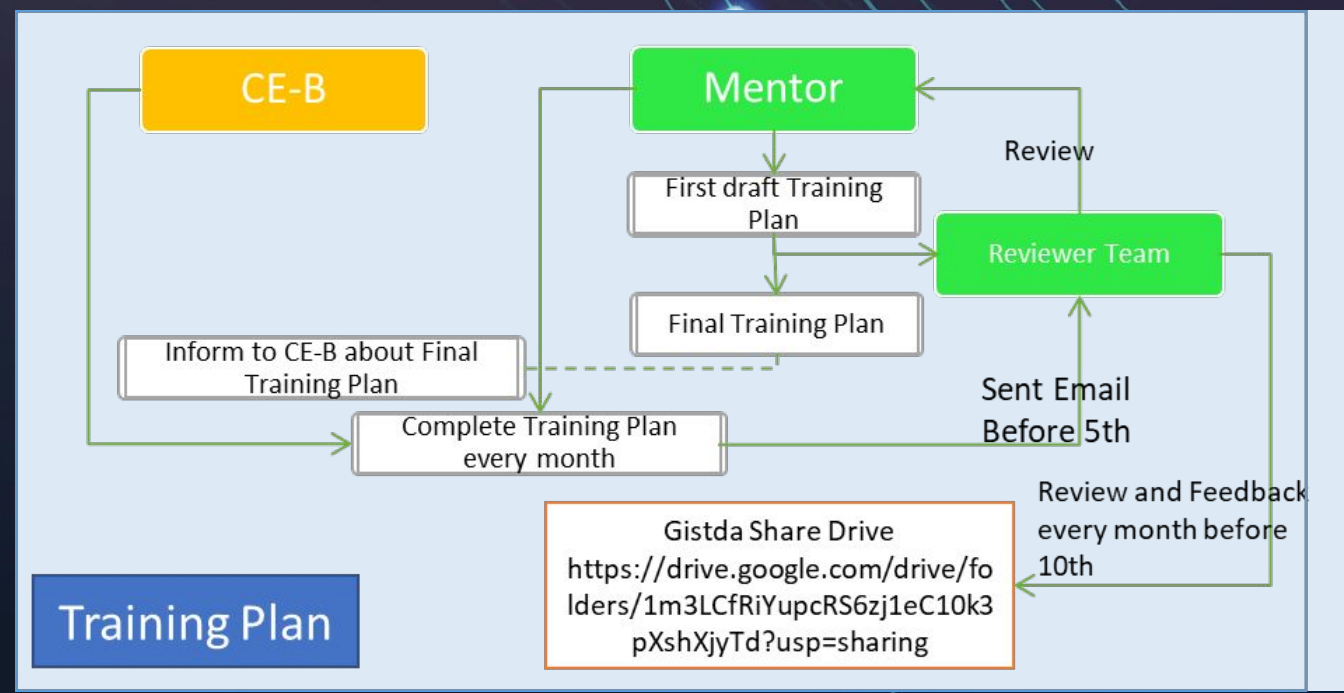 CE-B
Mentor
Review
First draft Training
Plan
Reviewer Team
Final Training Plan
Inform to CE-B about Final
Training Plan
Sent Email
Before 5th
Complete Training Plan
every month
Review and Feedback
every month before
10th
Gistda Share Drive
https://drive.google.com/drive/fo
lders/1m3LCfRiYupcRS6zj1eC10k3
pXshXjyTd?usp=sharing
Training Plan